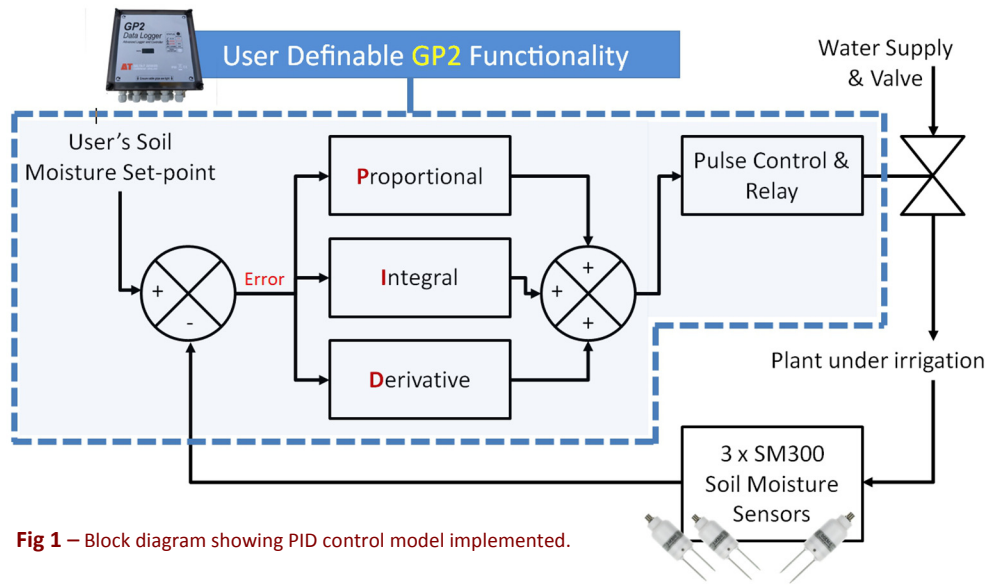 GP2
Data Logger
User Definable GP2 Functionality
Water Supply
& Valve
User's Soil
Moisture Set-point
Proportional
Pulse Control &
Relay
Error
Integral
+
-
+
+
+
Derivative
Plant under irrigation
3 x SM300
Soil Moisture
Sensors
Fig 1 – Block diagram showing PID control model implemented.